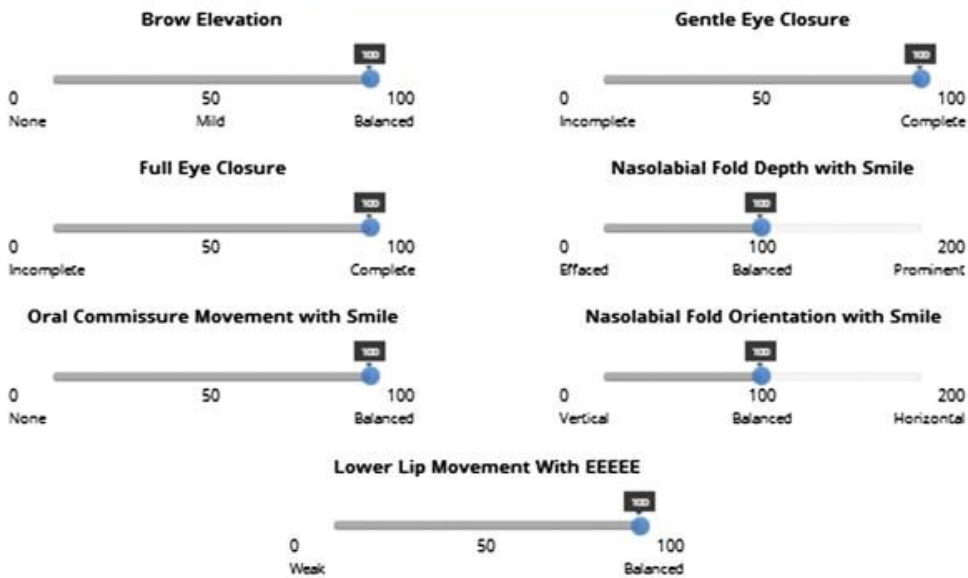 Brow Elevation
100
0 50 100
None Mild Balanced
Gentle Eye Closure
100
0 50 100
Incomplete Complete
Full Eye Closure
100
0 50 100
Incomplete Complete
Nasolabial Fold Depth with Smile
100
0 100 200
Effaced Balanced Prominent
Oral Commissure Movement with Smile
100
0 50 100
None Balanced
Nasolabial Fold Orientation with Smile
100
0 100 200
Vertical Balanced Horizontal
Lower Lip Movement With EEEEE
100
0 50 100
Weak Balanced